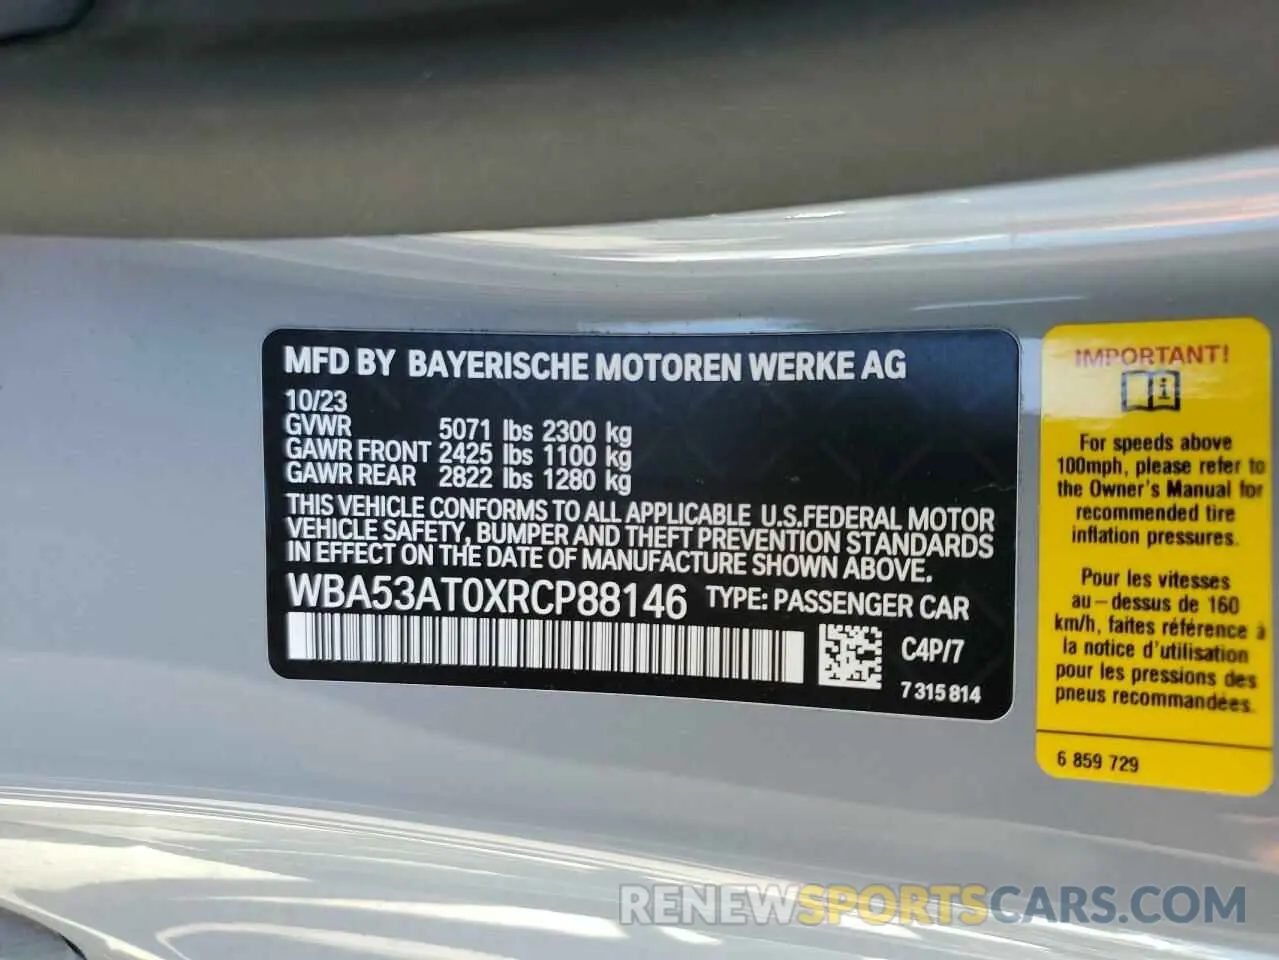 MFD BY BAYERISCHE MOTOREN WERKE AG
10/23
GVWR 5071 lbs 2300 kg
GAWR FRONT 2425 lbs 1100 kg
GAWR REAR 2822 lbs 1280 kg
THIS VEHICLE CONFORMS TO ALL APPLICABLE U.S.FEDERAL MOTOR
VEHICLE SAFETY, BUMPER AND THEFT PREVENTION STANDARDS
IN EFFECT ON THE DATE OF MANUFACTURE SHOWN ABOVE.
WBA53AT0XRCP88146 TYPE: PASSENGER CAR
C4P/7
7 315 814
IMPORTANT!
For speeds above
100mph, please refer to
the Owner's Manual for
recommended tire
inflation pressures.
Pour les vitesses
au-dessus de 160
km/h, faites référence à
la notice d'utilisation
pour les pressions des
pneus recommandées.
6 859 729
RENEWSPORTSCARS.COM